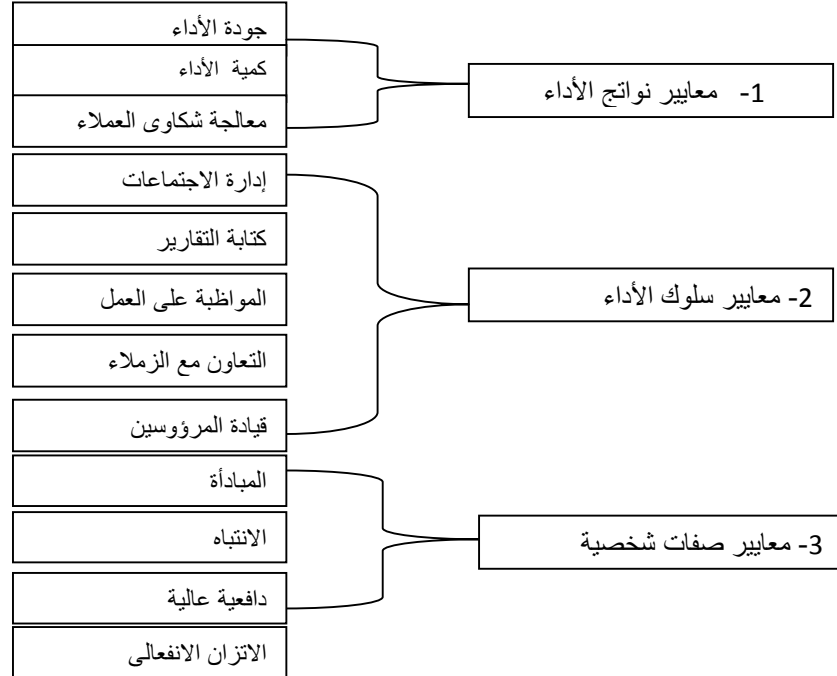 1- معايير نواتج الأداء
جودة الأداء
كمية الأداء
معالجة شكاوى العملاء
2- معايير سلوك الأداء
إدارة الاجتماعات
كتابة التقارير
المواظبة على العمل
التعاون مع الزملاء
قيادة المرؤوسين
3- معايير صفات شخصية
المبادأة
الانتباه
دافعية عالية
الاتزان الانفعالى